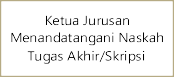 Ketua Jurusan
Menandatangani Naskah
Tugas Akhir/Skripsi